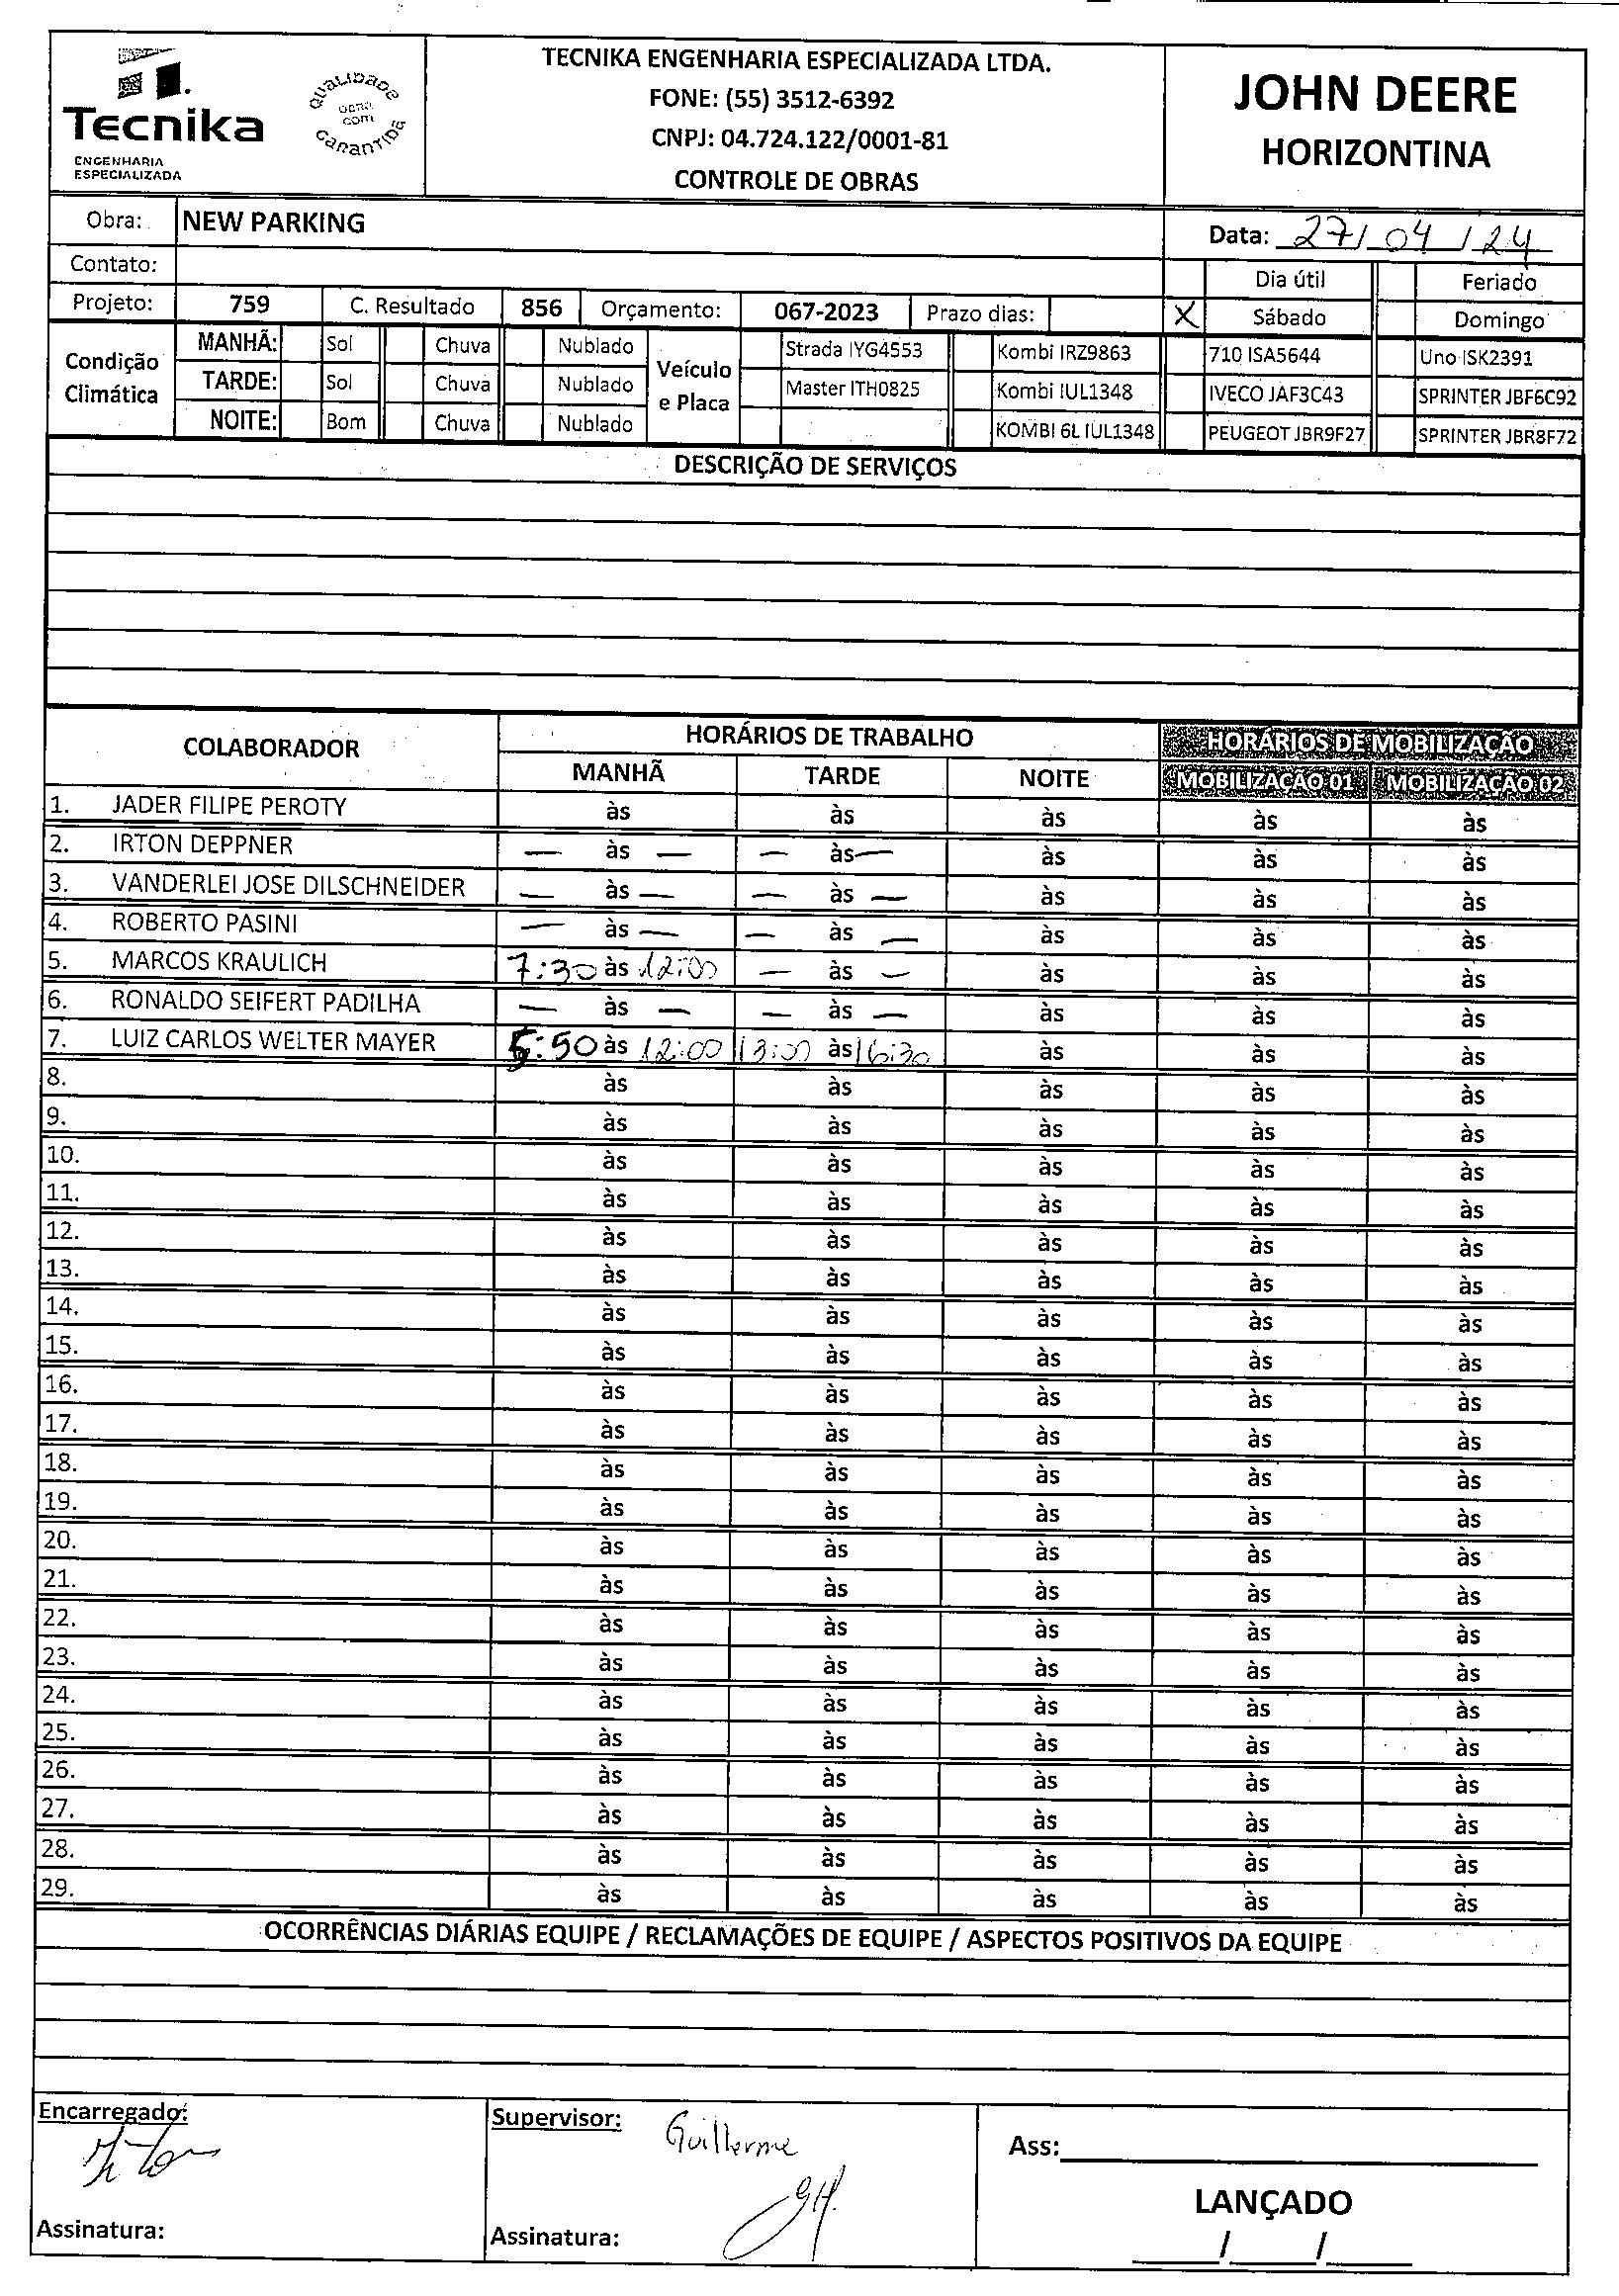 Tecnika
ENGENHARIA
ESPECIALIZADA
QUALIDADE
OBRA
COM
GARANTIDA
TECNIKA ENGENHARIA ESPECIALIZADA LTDA.
FONE: (55) 3512-6392
CNPJ: 04.724.122/0001-81
CONTROLE DE OBRAS
JOHN DEERE
HORIZONTINA
Obra: NEW PARKING
Data: 27/04/24
Contato:
Dia útil Feriado
Projeto: 759 C. Resultado 856 Orçamento: 067-2023 Prazo dias: X Sábado Domingo
Condição Climática
MANHÃ: Sol Chuva Nublado
TARDE: Sol Chuva Nublado
NOITE: Bom Chuva Nublado
Veículo e Placa
Strada IYG4553 Kombi IRZ9863 710 ISA5644 Uno ISK2391
Master ITH0825 Kombi IUL1348 IVECO JAF3C43 SPRINTER JBF6C92
KOMBI 6L IUL1348 PEUGEOT JBR9F27 SPRINTER JBR8F72
DESCRIÇÃO DE SERVIÇOS
COLABORADOR HORÁRIOS DE TRABALHO HORÁRIOS DE MOBILIZAÇÃO
MANHÃ TARDE NOITE MOBILIZAÇÃO 01 MOBILIZAÇÃO 02
1. JADER FILIPE PEROTY às às às às às
2. IRTON DEPPNER — às — — às — às às às
3. VANDERLEI JOSE DILSCHNEIDER — às — — às — às às às
4. ROBERTO PASINI — às — — às — às às às
5. MARCOS KRAULICH 7:30 às 12:00 — às — às às às
6. RONALDO SEIFERT PADILHA — às — — às — às às às
7. LUIZ CARLOS WELTER MAYER 5:50 às 12:00 13:00 às 16:30 às às às
8. às às às às às
9. às às às às às
10. às às às às às
11. às às às às às
12. às às às às às
13. às às às às às
14. às às às às às
15. às às às às às
16. às às às às às
17. às às às às às
18. às às às às às
19. às às às às às
20. às às às às às
21. às às às às às
22. às às às às às
23. às às às às às
24. às às às às às
25. às às às às às
26. às às às às às
27. às às às às às
28. às às às às às
29. às às às às às
OCORRÊNCIAS DIÁRIAS EQUIPE / RECLAMAÇÕES DE EQUIPE / ASPECTOS POSITIVOS DA EQUIPE
Encarregado:
Assinatura:
Supervisor: Guilherme
GH.
Assinatura:
Ass:
LANÇADO
/ /